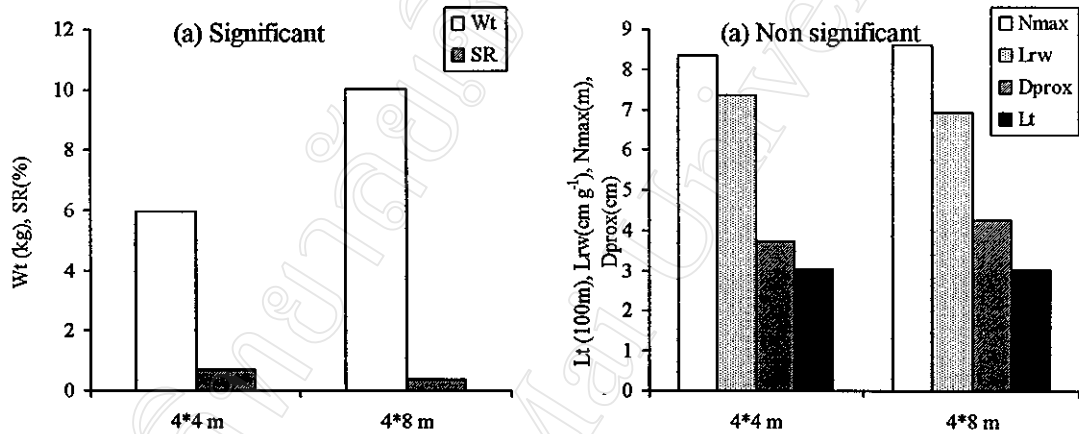 (a) Significant
Wt
SR
12
10
8
6
4
2
0
Wt (kg), SR(%)
4*4 m
4*8 m
(a) Non significant
Nmax
Lrw
Dprox
Lt
9
8
7
6
5
4
3
2
1
0
Lt (100m), Lrw(cm g⁻¹), Nmax(m),
Dprox(cm)
4*4 m
4*8 m